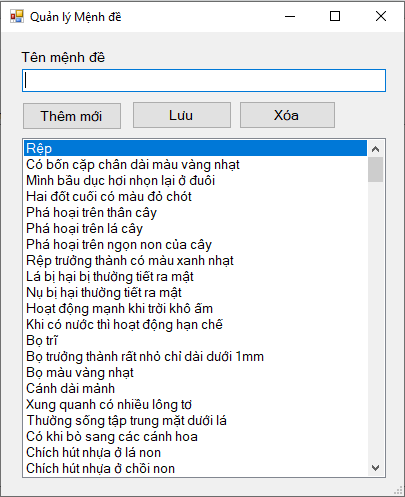 Quản lý Mệnh đề
Tên mệnh đề
Thêm mới
Lưu
Xóa
Rệp
Có bốn cặp chân dài màu vàng nhạt
Mình bầu dục hơi nhọn lại ở đuôi
Hai đốt cuối có màu đỏ chót
Phá hoại trên thân cây
Phá hoại trên lá cây
Phá hoại trên ngọn non của cây
Rệp trưởng thành có màu xanh nhạt
Lá bị hại bị thường tiết ra mật
Nụ bị hại thường tiết ra mật
Hoạt động mạnh khi trời khô ấm
Khi có nước thì hoạt động hạn chế
Bọ trĩ
Bọ trưởng thành rất nhỏ chỉ dài dưới 1mm
Bọ màu vàng nhạt
Cánh dài mảnh
Xung quanh có nhiều lông tơ
Thường sống tập trung mặt dưới lá
Có khi bò sang các cánh hoa
Chích hút nhựa ở lá non
Chích hút nhựa ở chồi non